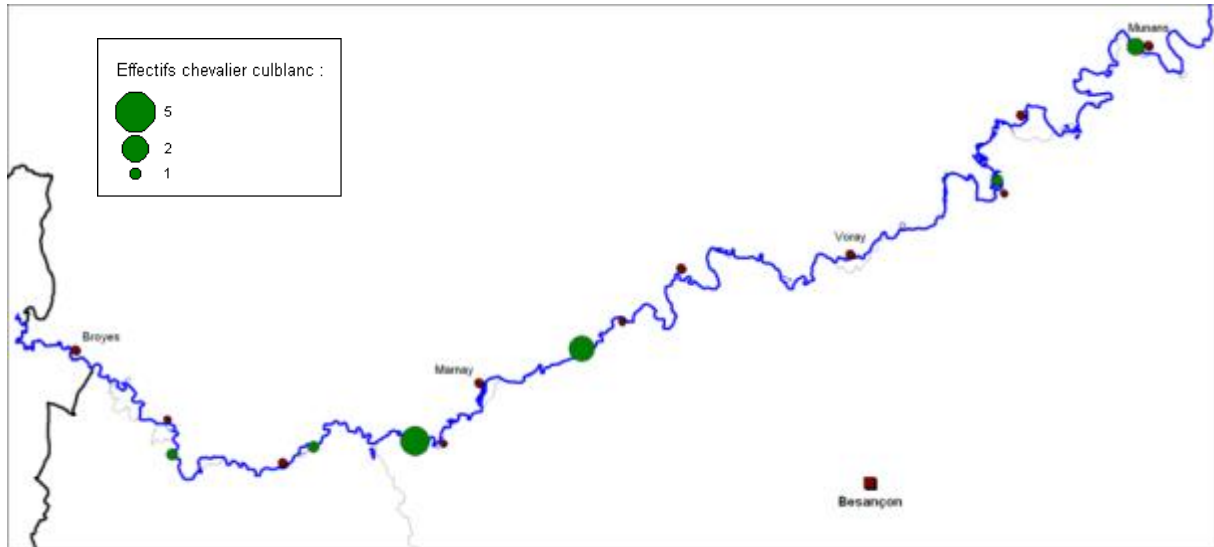 Munans
Effectifs chevalier culblanc :
5
2
1
Voray
Broyes
Marnay
Besançon